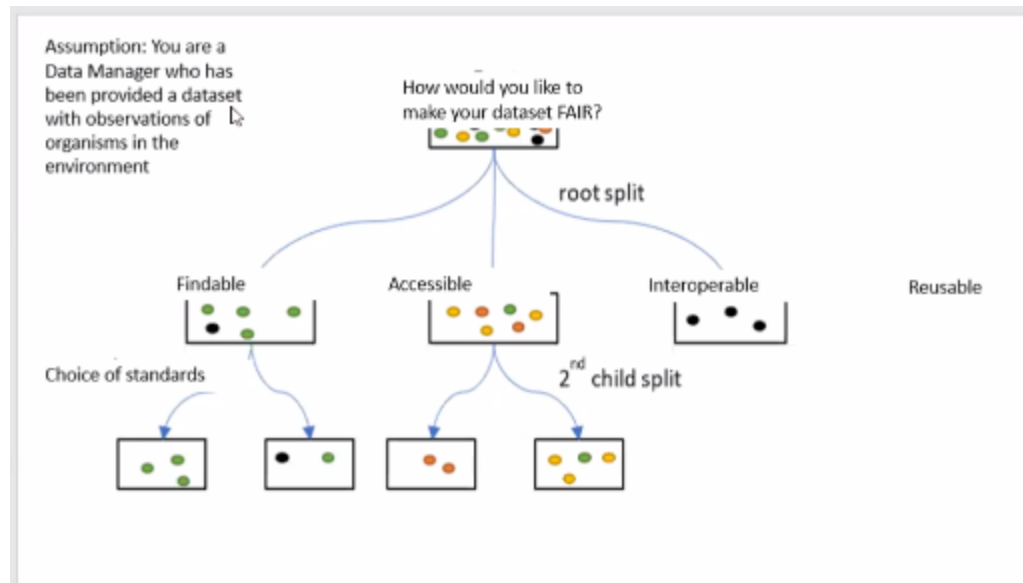 Assumption: You are a
Data Manager who has
been provided a dataset
with observations of
organisms in the
environment
How would you like to
make your dataset FAIR?
root split
Findable
Accessible
Interoperable
Reusable
Choice of standards
2nd child split